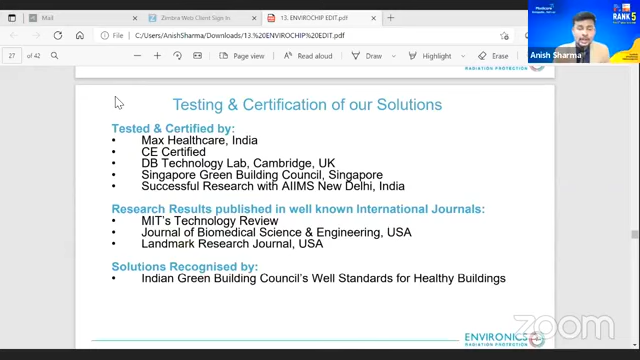 Mail
Zimbra Web Client Sign In
13. ENVIROCHIP EDIT.pdf
File
C:/Users/AnishSharma/Downloads/13.%20ENVIROCHIP%20EDIT.pdf
27 of 42
Page view
Read aloud
Draw
Highlight
Erase
RANK 5
Anish Sharma
RADIATION PROTECTION
Testing & Certification of our Solutions
Tested & Certified by:
• Max Healthcare, India
• CE Certified
• DB Technology Lab, Cambridge, UK
• Singapore Green Building Council, Singapore
• Successful Research with AIIMS New Delhi, India
Research Results published in well known International Journals:
• MIT's Technology Review
• Journal of Biomedical Science & Engineering, USA
• Landmark Research Journal, USA
Solutions Recognised by:
• Indian Green Building Council's Well Standards for Healthy Buildings
ENVIRONICS
RADIATION PROTECTION
zoom